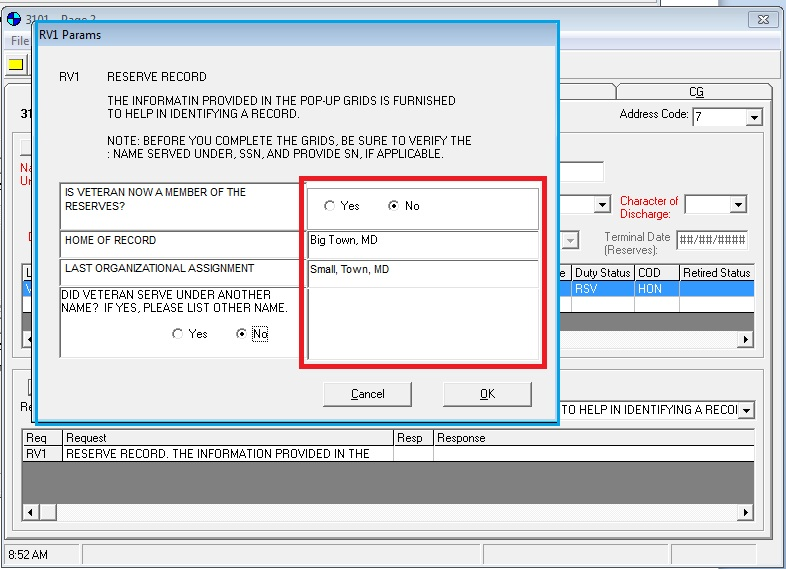 3101 Page 2
File
RV1 Params
RV1 RESERVE RECORD
THE INFORMATIN PROVIDED IN THE POP-UP GRIDS IS FURNISHED
TO HELP IN IDENTIFYING A RECORD.
NOTE: BEFORE YOU COMPLETE THE GRIDS, BE SURE TO VERIFY THE
: NAME SERVED UNDER, SSN, AND PROVIDE SN, IF APPLICABLE.
IS VETERAN NOW A MEMBER OF THE
RESERVES?
Yes No
HOME OF RECORD
Big Town, MD
LAST ORGANIZATIONAL ASSIGNMENT
Small, Town, MD
DID VETERAN SERVE UNDER ANOTHER
NAME? IF YES, PLEASE LIST OTHER NAME.
Yes No
Cancel OK
CG
Address Code: 7
Character of
Discharge:
Terminal Date
(Reserves):
##/##/####
Duty Status COD Retired Status
RSV HON
TO HELP IN IDENTIFYING A RECOI
Req Request Resp Response
RV1 RESERVE RECORD. THE INFORMATION PROVIDED IN THE
8:52 AM